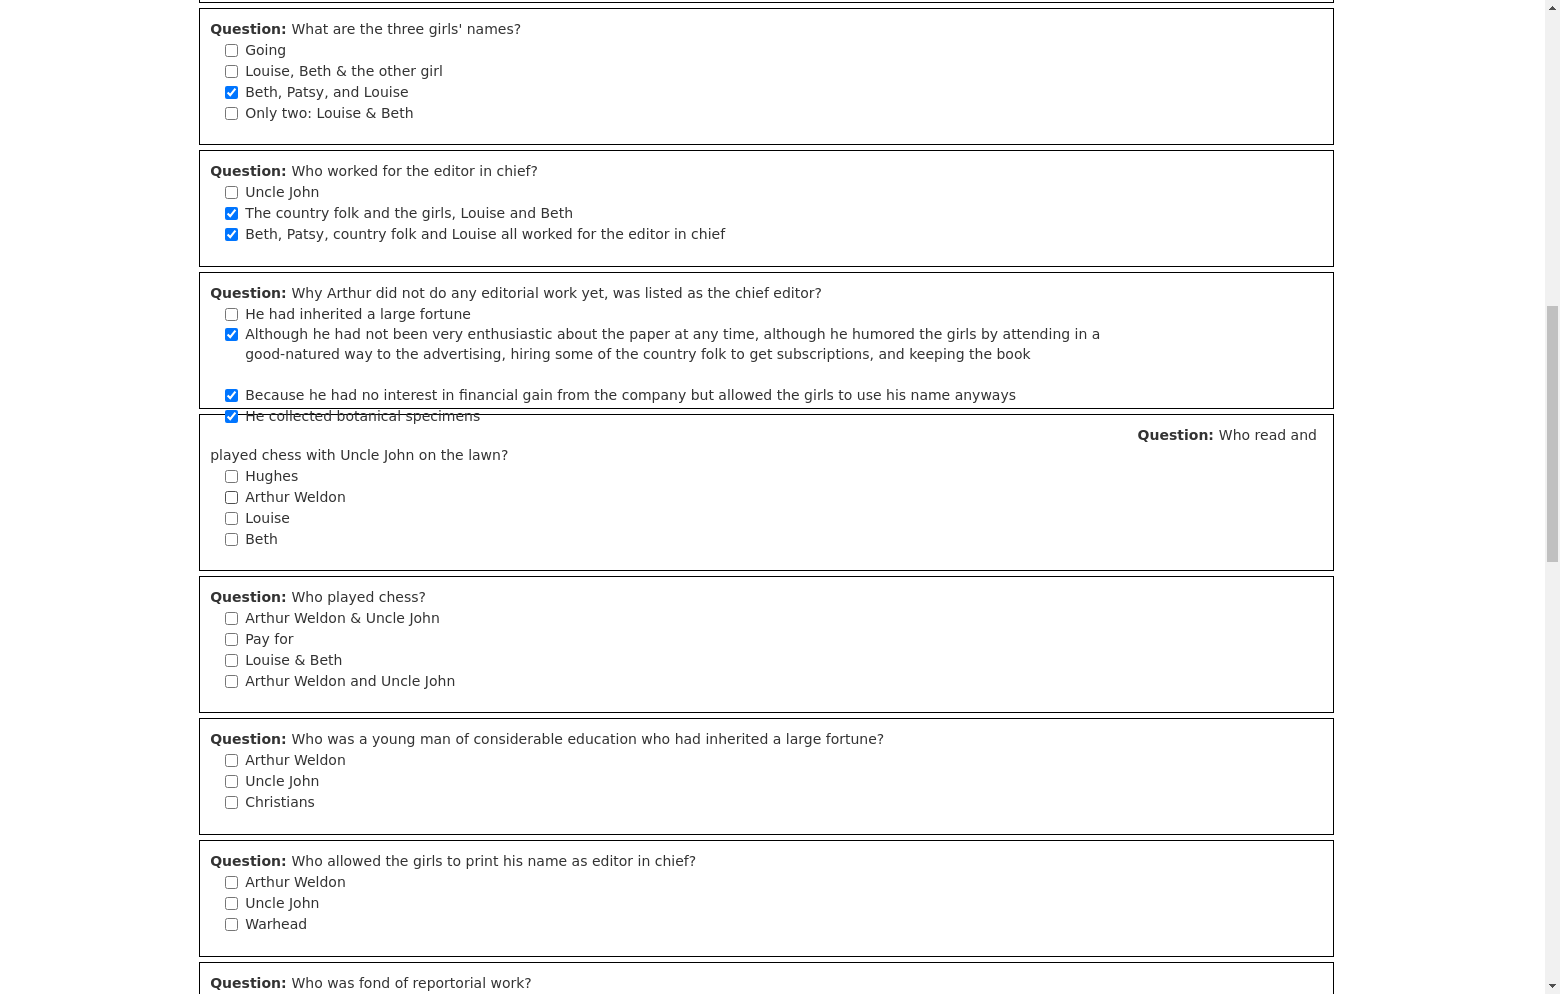 Question: What are the three girls' names?
Going
Louise, Beth & the other girl
Beth, Patsy, and Louise
Only two: Louise & Beth
Question: Who worked for the editor in chief?
Uncle John
The country folk and the girls, Louise and Beth
Beth, Patsy, country folk and Louise all worked for the editor in chief
Question: Why Arthur did not do any editorial work yet, was listed as the chief editor?
He had inherited a large fortune
Although he had not been very enthusiastic about the paper at any time, although he humored the girls by attending in a
good-natured way to the advertising, hiring some of the country folk to get subscriptions, and keeping the book
Because he had no interest in financial gain from the company but allowed the girls to use his name anyways
He collected botanical specimens
Question: Who read and
played chess with Uncle John on the lawn?
Hughes
Arthur Weldon
Louise
Beth
Question: Who played chess?
Arthur Weldon & Uncle John
Pay for
Louise & Beth
Arthur Weldon and Uncle John
Question: Who was a young man of considerable education who had inherited a large fortune?
Arthur Weldon
Uncle John
Christians
Question: Who allowed the girls to print his name as editor in chief?
Arthur Weldon
Uncle John
Warhead
Question: Who was fond of reportorial work?